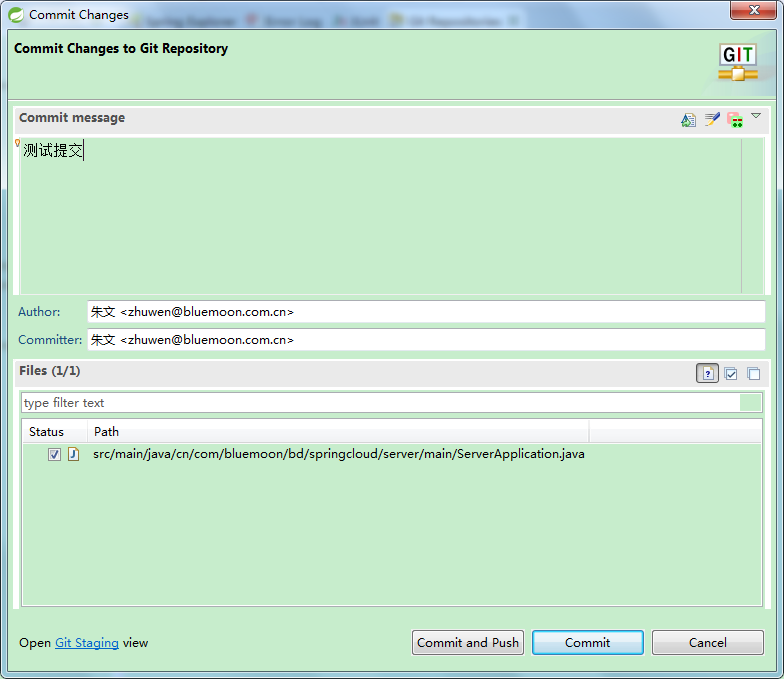 Commit Changes
Commit Changes to Git Repository
GIT
Commit message
测试提交
Author: 朱文 <zhuwen@bluemoon.com.cn>
Committer: 朱文 <zhuwen@bluemoon.com.cn>
Files (1/1)
type filter text
Status Path
src/main/java/cn/com/bluemoon/bd/springcloud/server/main/ServerApplication.java
Open Git Staging view Commit and Push Commit Cancel